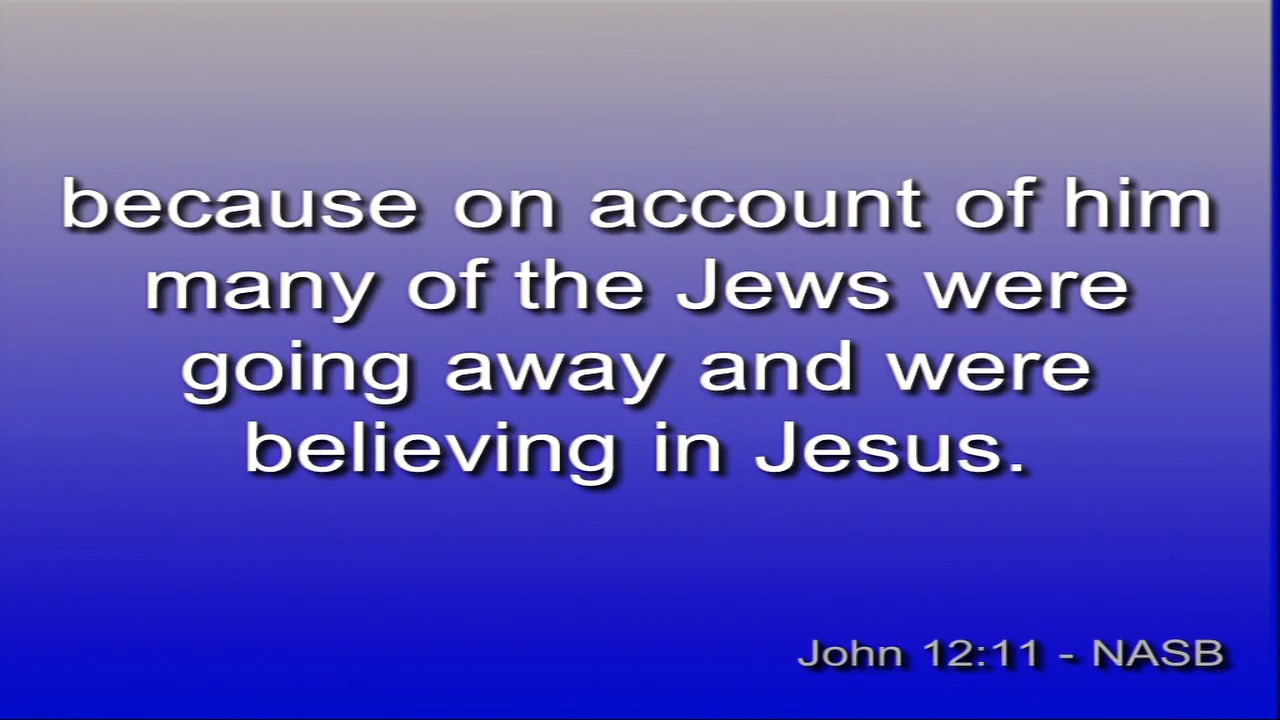 because on account of him
many of the Jews were
going away and were
believing in Jesus.
John 12:11 - NASB